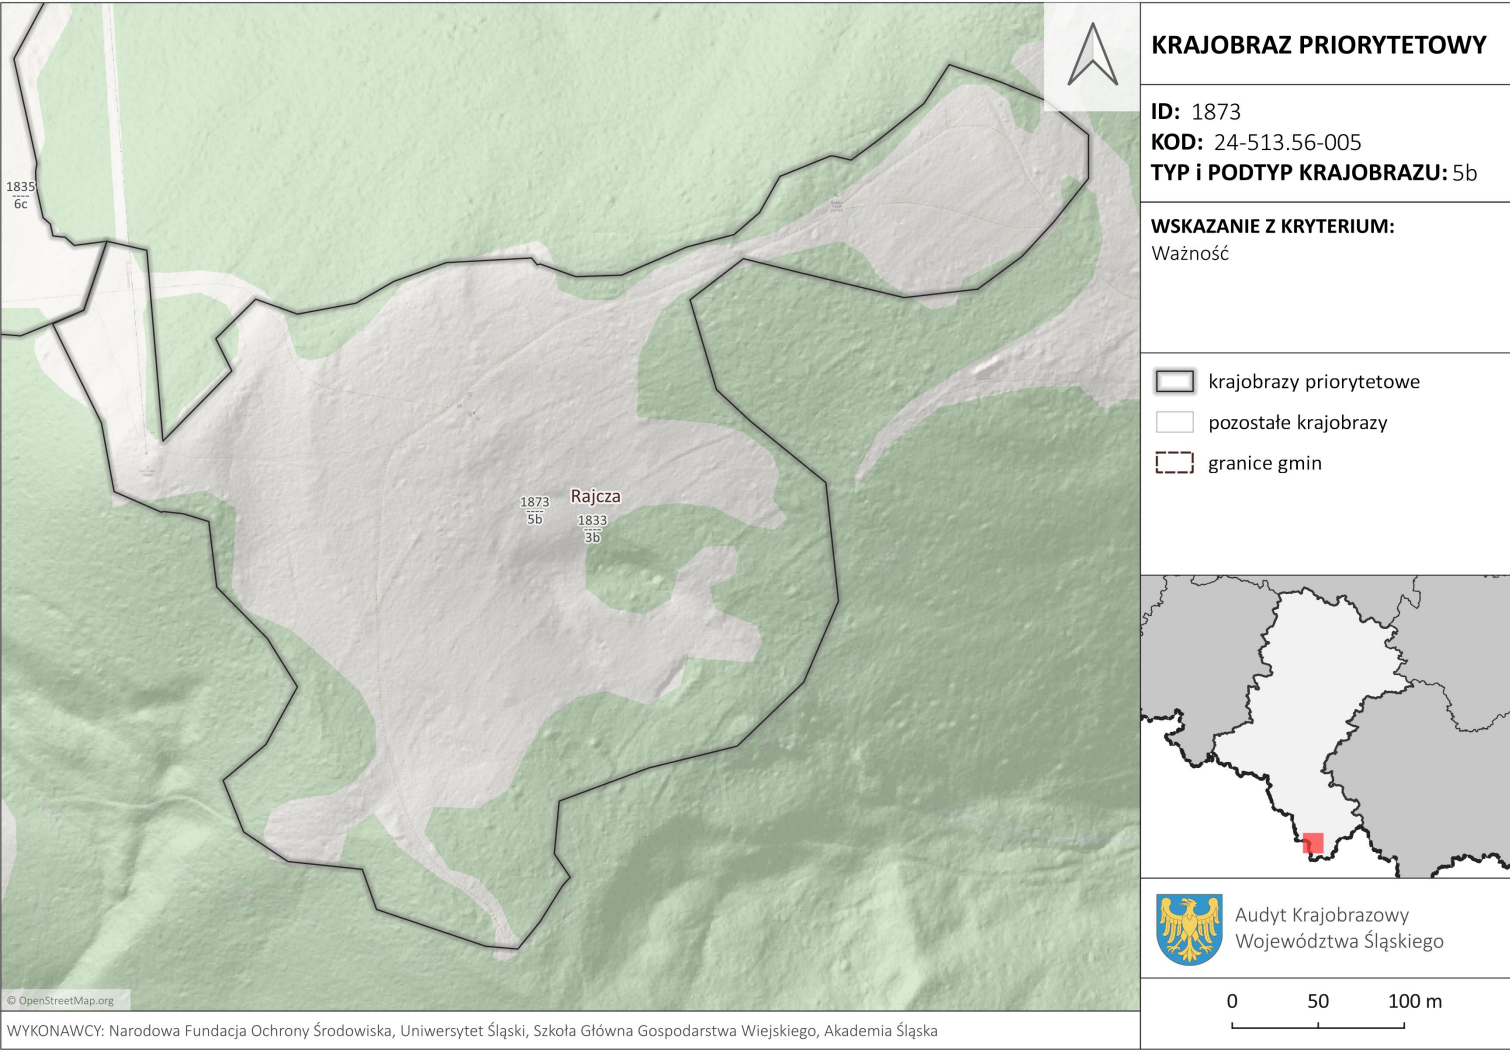 KRAJOBRAZ PRIORYTETOWY
ID: 1873
KOD: 24-513.56-005
TYP i PODTYP KRAJOBRAZU: 5b
WSKAZANIE Z KRYTERIUM:
Ważność
krajobrazy priorytetowe
pozostałe krajobrazy
granice gmin
1835
6c
Rajcza
1873
5b
1833
3b
Audyt Krajobrazowy
Województwa Śląskiego
0 50 100 m
© OpenStreetMap.org
WYKONAWCY: Narodowa Fundacja Ochrony Środowiska, Uniwersytet Śląski, Szkoła Główna Gospodarstwa Wiejskiego, Akademia Śląska